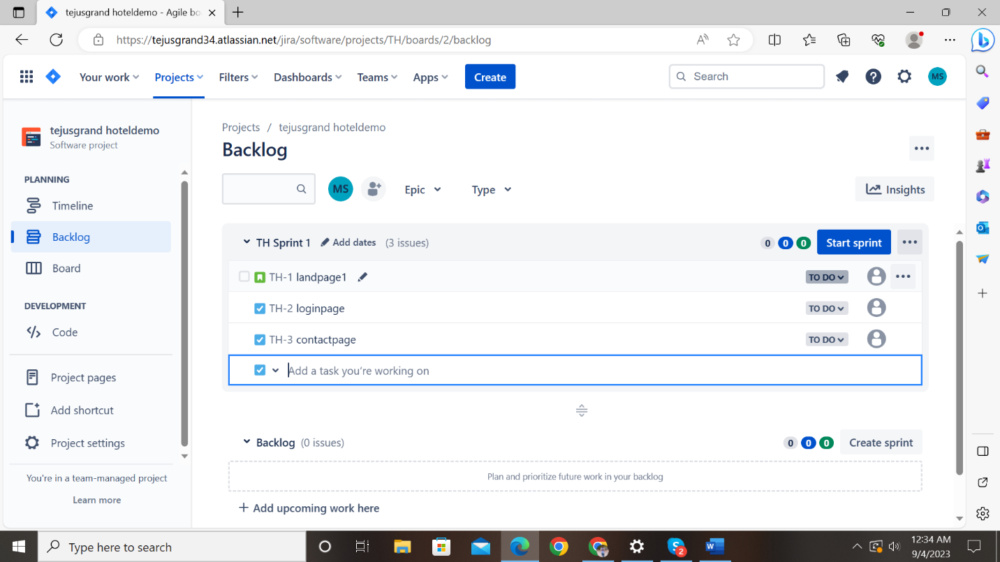 tejusgrand hoteldemo - Agile bo
https://tejusgrand34.atlassian.net/jira/software/projects/TH/boards/2/backlog
Your work Projects Filters Dashboards Teams Apps Create Search MS
tejusgrand hoteldemo
Software project
PLANNING
Timeline
Backlog
Board
DEVELOPMENT
Code
Project pages
Add shortcut
Project settings
You're in a team-managed project
Learn more
Projects / tejusgrand hoteldemo
Backlog
MS Epic Type Insights
TH Sprint 1 Add dates (3 issues) 0 0 0 Start sprint
TH-1 landpage1 TO DO
TH-2 loginpage TO DO
TH-3 contactpage TO DO
Add a task you're working on
Backlog (0 issues) 0 0 0 Create sprint
Plan and prioritize future work in your backlog
+ Add upcoming work here
Type here to search
2
12:34 AM
9/4/2023